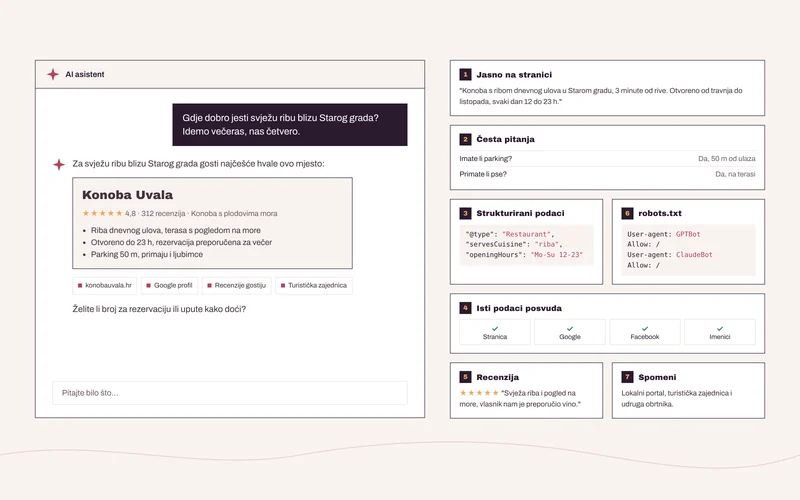 AI asistent
Gdje dobro jesti svježu ribu blizu Starog grada?
Idemo večeras, nas četvero.
Za svježu ribu blizu Starog grada gosti najčešće hvale ovo mjesto:
Konoba Uvala
★★★★★ 4,8 · 312 recenzija · Konoba s plodovima mora
• Riba dnevnog ulova, terasa s pogledom na more
• Otvoreno do 23 h, rezervacija preporučena za večer
• Parking 50 m, primaju i ljubimce
konobauvala.hr
Google profil
Recenzije gostiju
Turistička zajednica
Želite li broj za rezervaciju ili upute kako doći?
Pitajte bilo što...
1 Jasno na stranici
"Konoba s ribom dnevnog ulova u Starom gradu, 3 minute od rive. Otvoreno od travnja do
listopada, svaki dan 12 do 23 h."
2 Česta pitanja
Imate li parking? Da, 50 m od ulaza
Primate li pse? Da, na terasi
3 Strukturirani podaci
"@type": "Restaurant",
"servesCuisine": "riba",
"openingHours": "Mo-Su 12-23"
6 robots.txt
User-agent: GPTBot
Allow: /
User-agent: ClaudeBot
Allow: /
4 Isti podaci posvuda
✓ Stranica
✓ Google
✓ Facebook
✓ Imenici
5 Recenzija
★★★★★ "Svježa riba i pogled na
more, vlasnik nam je preporučio vino."
7 Spomeni
Lokalni portal, turistička zajednica i
udruga obrtnika.